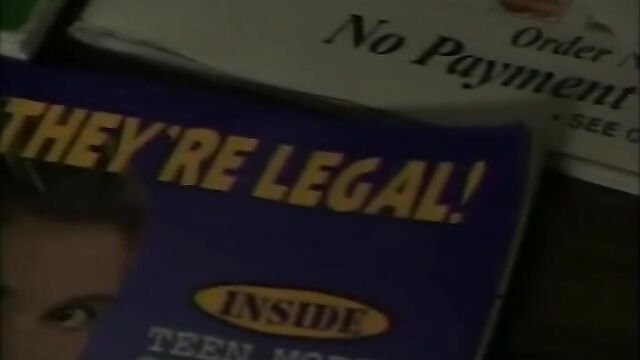 Order
No Payment
• SEE
THEY'RE LEGAL!
INSIDE
TEEN